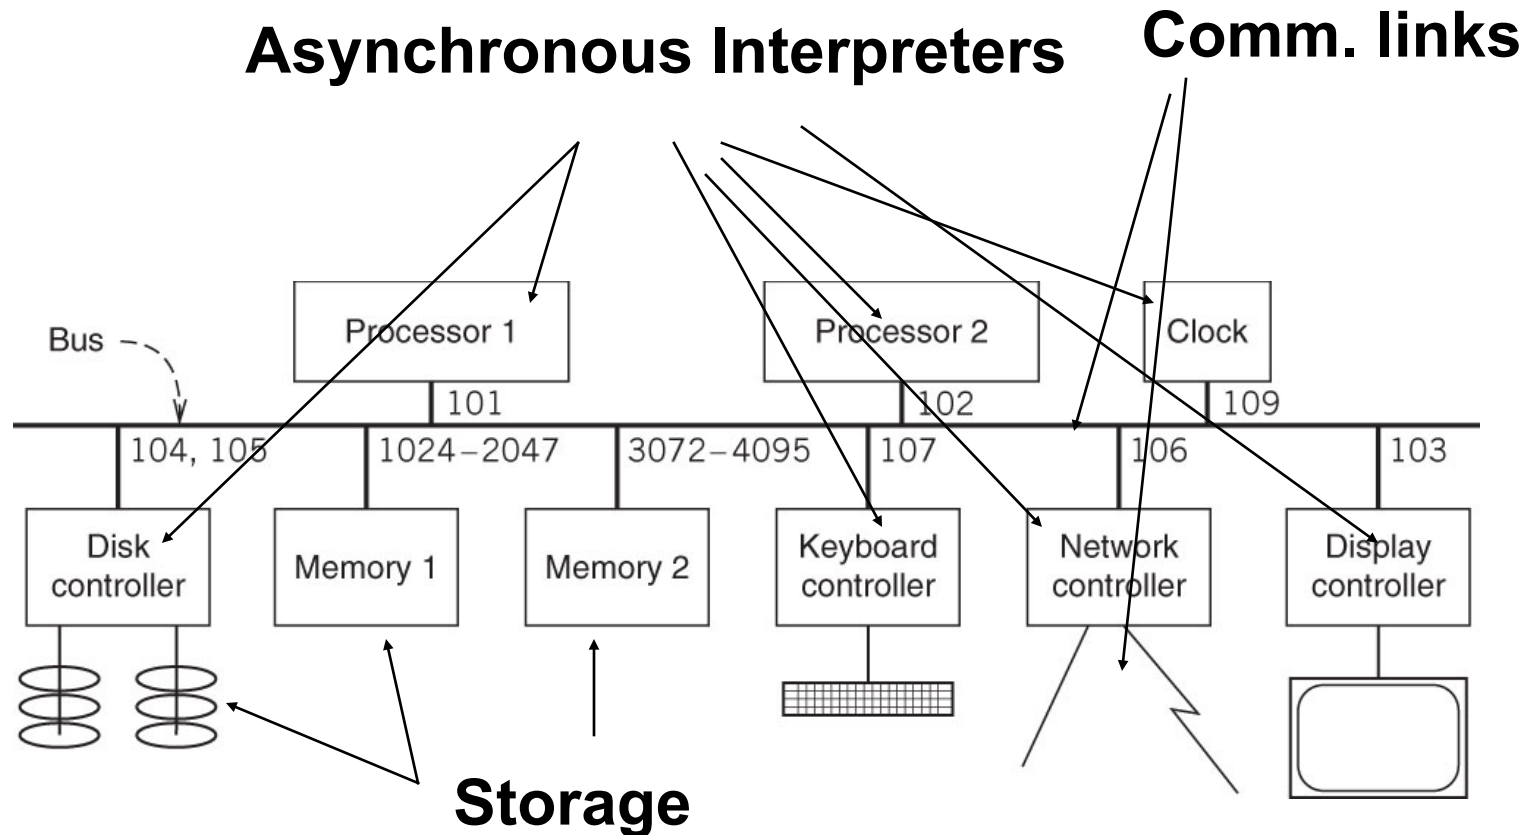 Asynchronous Interpreters
Comm. links
Bus
Processor 1
Processor 2
Clock
101
102
109
104, 105
1024–2047
3072–4095
107
106
103
Disk
controller
Memory 1
Memory 2
Keyboard
controller
Network
controller
Display
controller
Storage